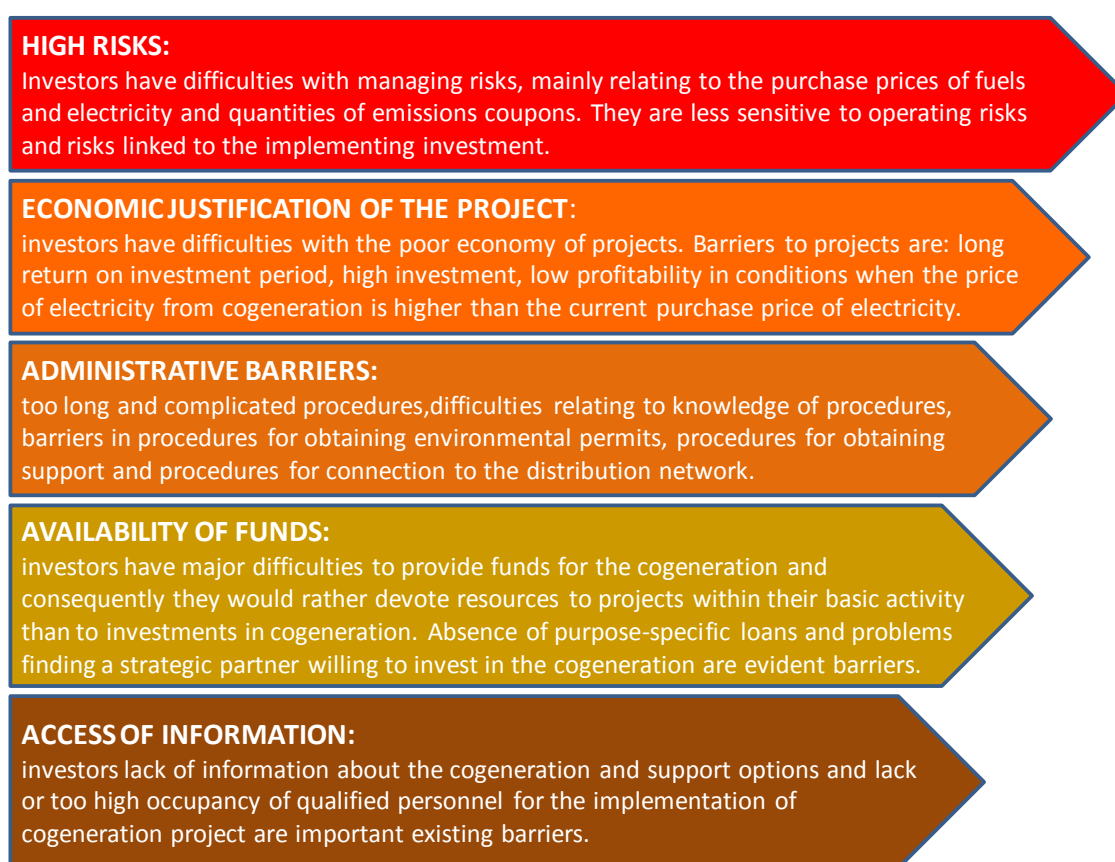 HIGH RISKS:
Investors have difficulties with managing risks, mainly relating to the purchase prices of fuels
and electricity and quantities of emissions coupons. They are less sensitive to operating risks
and risks linked to the implementing investment.
ECONOMIC JUSTIFICATION OF THE PROJECT:
investors have difficulties with the poor economy of projects. Barriers to projects are: long
return on investment period, high investment, low profitability in conditions when the price
of electricity from cogeneration is higher than the current purchase price of electricity.
ADMINISTRATIVE BARRIERS:
too long and complicated procedures,difficulties relating to knowledge of procedures,
barriers in procedures for obtaining environmental permits, procedures for obtaining
support and procedures for connection to the distribution network.
AVAILABILITY OF FUNDS:
investors have major difficulties to provide funds for the cogeneration and
consequently they would rather devote resources to projects within their basic activity
than to investments in cogeneration. Absence of purpose-specific loans and problems
finding a strategic partner willing to invest in the cogeneration are evident barriers.
ACCESS OF INFORMATION:
investors lack of information about the cogeneration and support options and lack
or too high occupancy of qualified personnel for the implementation of
cogeneration project are important existing barriers.